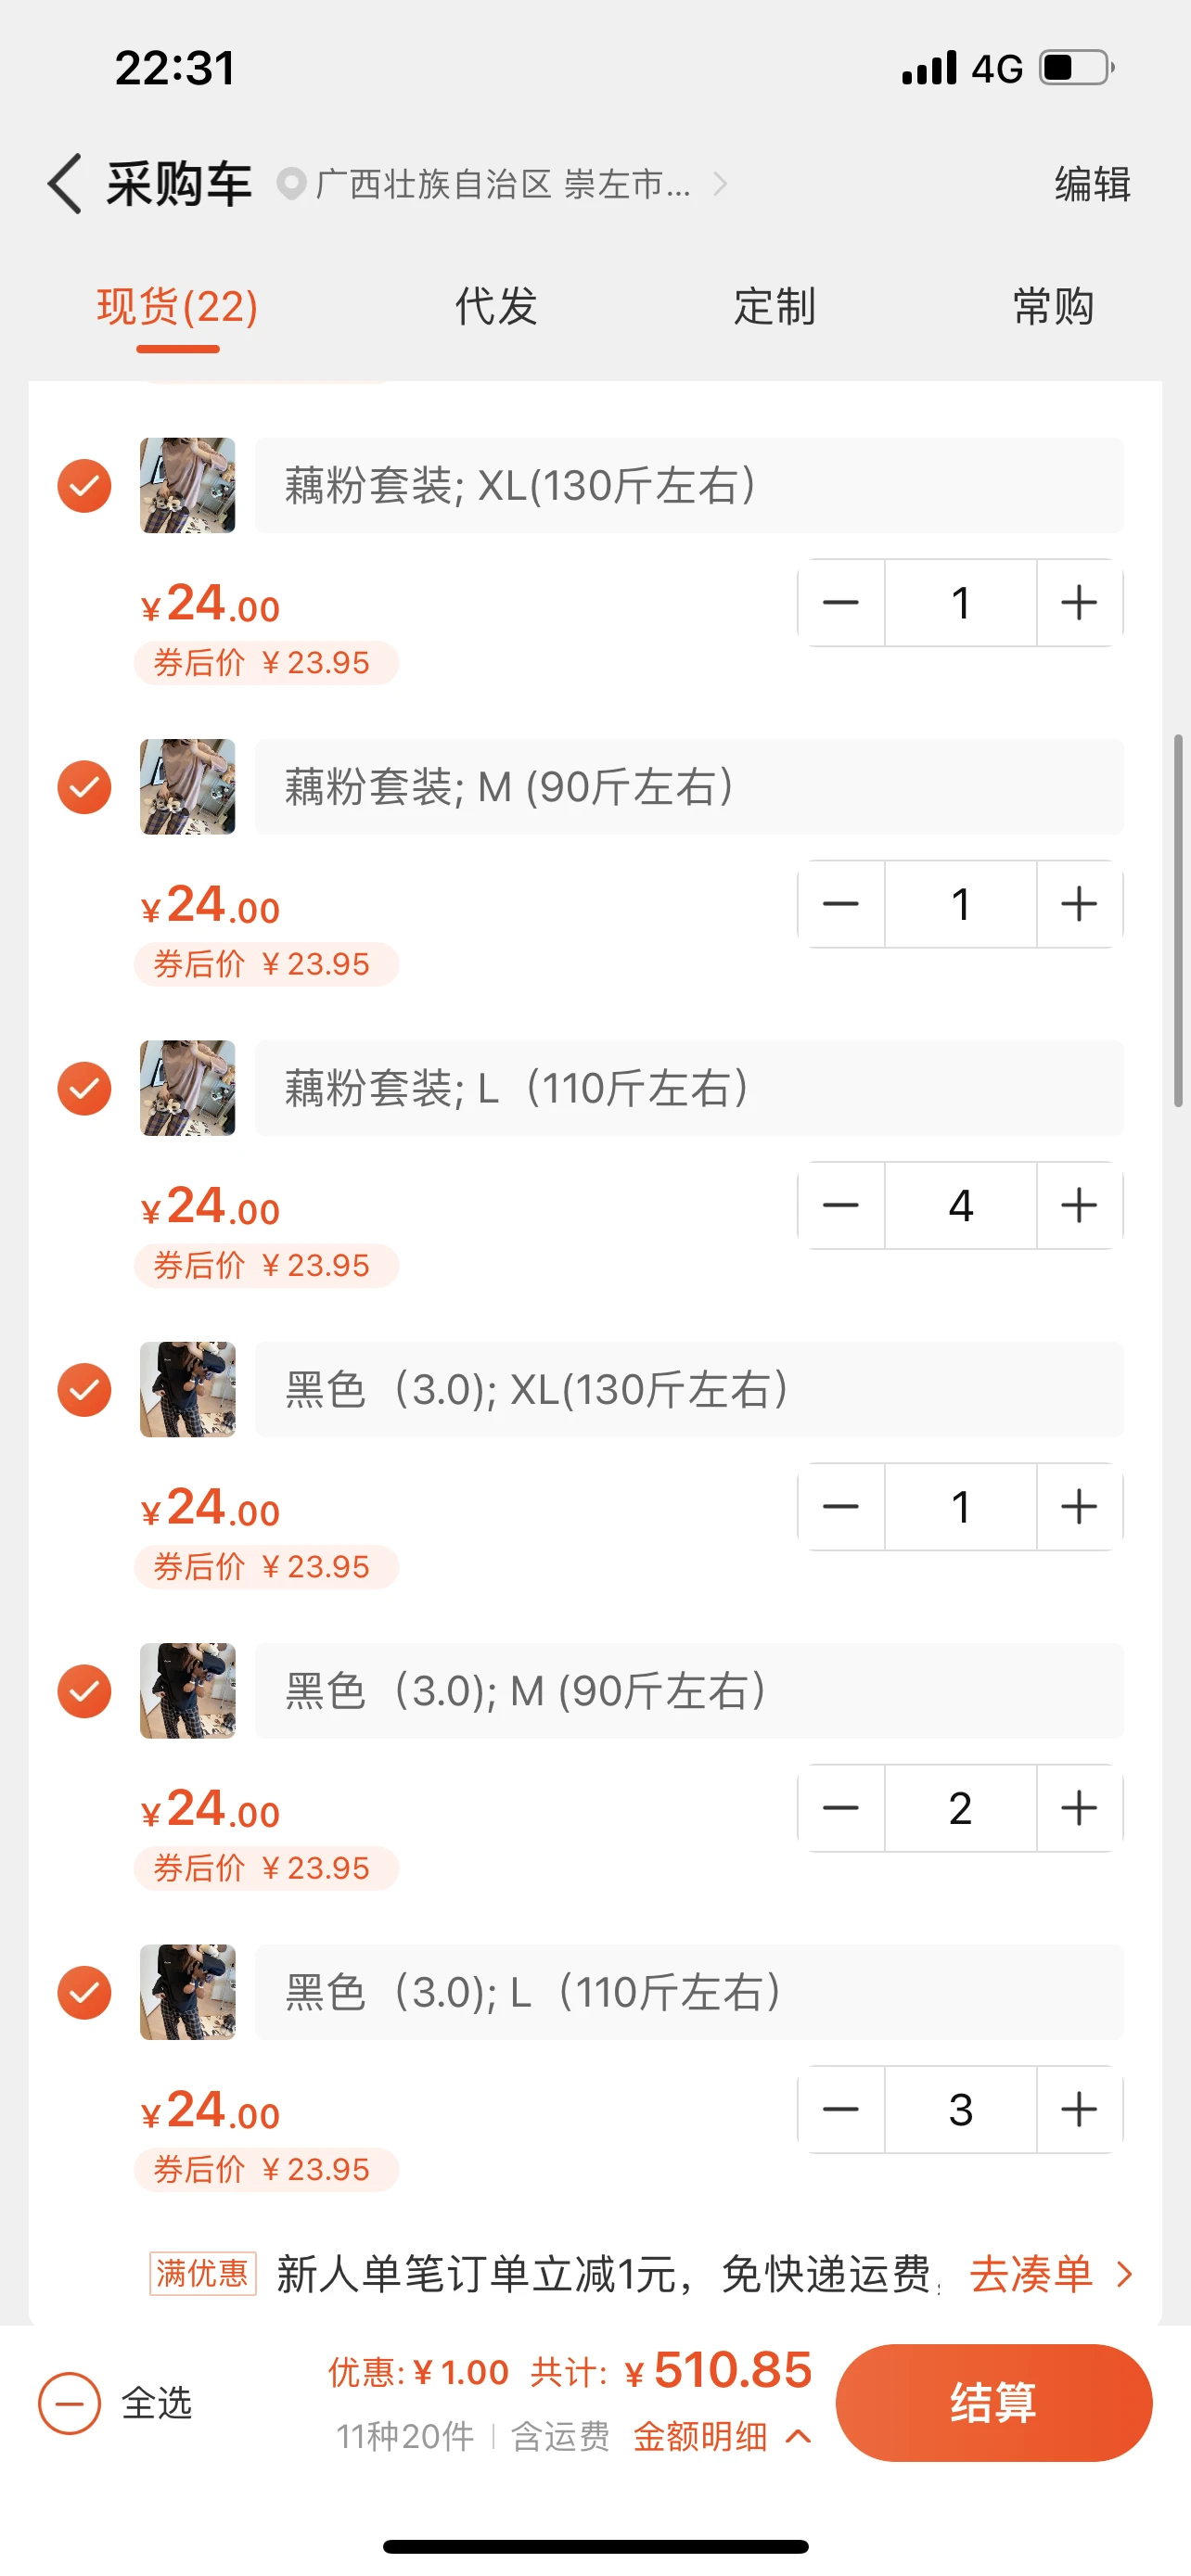 22:31 4G
采购车 广西壮族自治区 崇左市... 编辑
现货(22) 代发 定制 常购
藕粉套装; XL(130斤左右）
¥24.00 1
券后价 ¥23.95
藕粉套装; M (90斤左右）
¥24.00 1
券后价 ¥23.95
藕粉套装; L（110斤左右）
¥24.00 4
券后价 ¥23.95
黑色（3.0); XL(130斤左右）
¥24.00 1
券后价 ¥23.95
黑色（3.0); M (90斤左右）
¥24.00 2
券后价 ¥23.95
黑色（3.0); L（110斤左右）
¥24.00 3
券后价 ¥23.95
满优惠 新人单笔订单立减1元，免快递运费 去凑单
全选 优惠: ¥1.00 共计: ¥510.85 结算
11种20件 含运费 金额明细